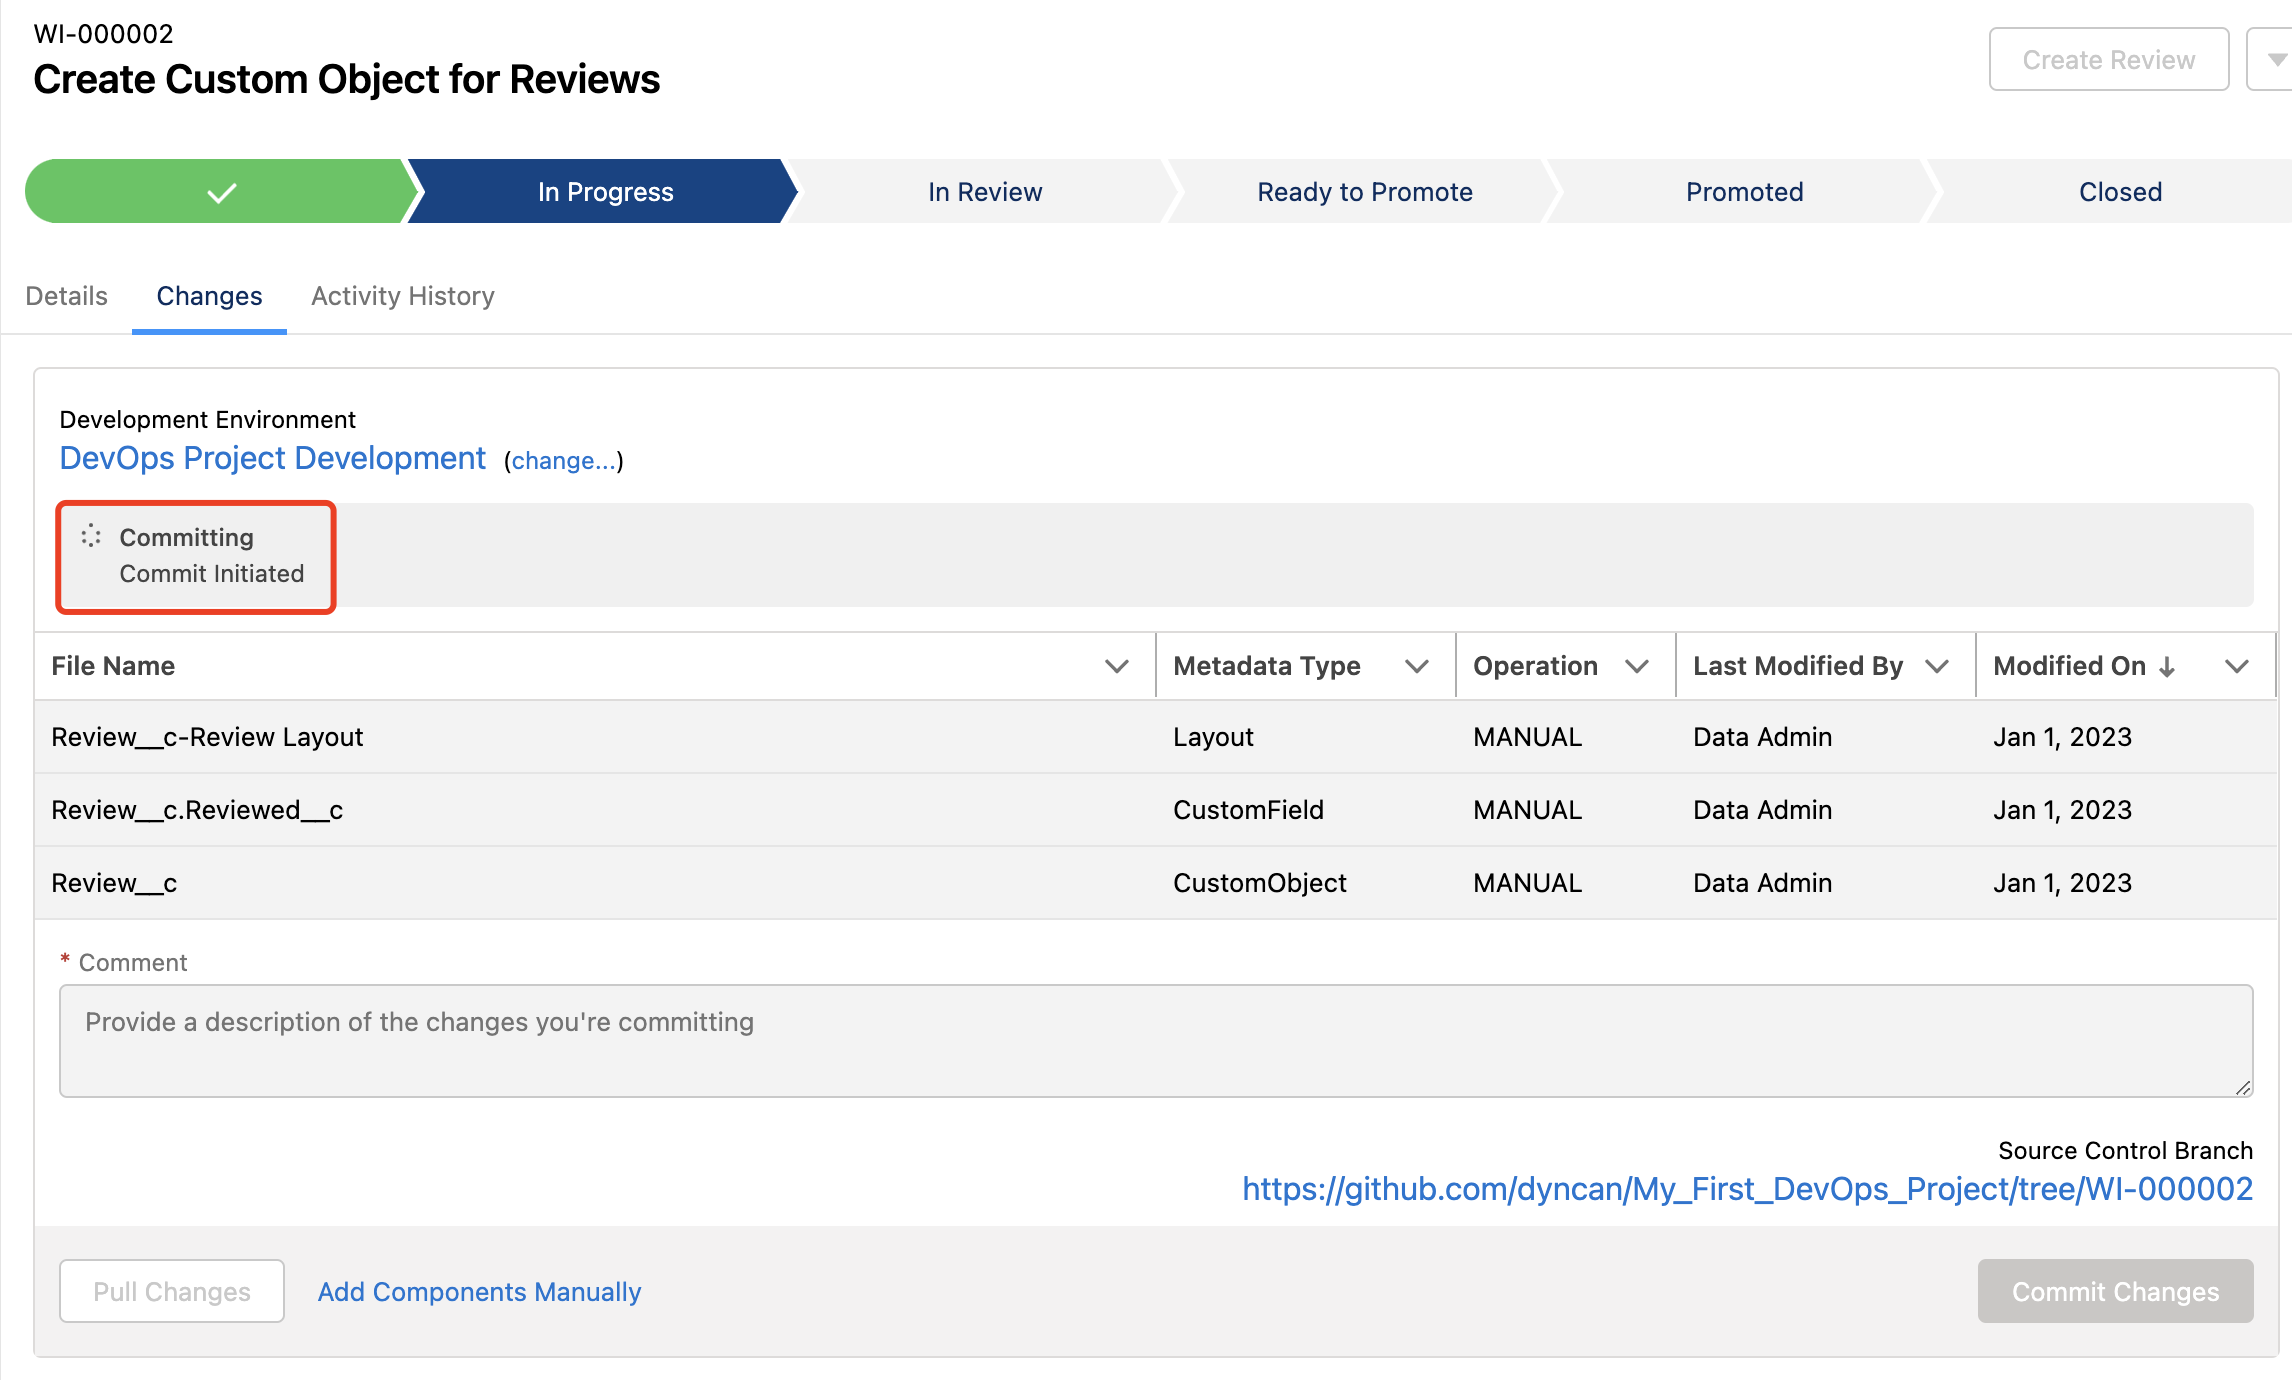 WI-000002
Create Custom Object for Reviews
Create Review
In Progress
In Review
Ready to Promote
Promoted
Closed
Details
Changes
Activity History
Development Environment
DevOps Project Development (change...)
Committing
Commit Initiated
File Name
Metadata Type
Operation
Last Modified By
Modified On ↓
Review__c-Review Layout
Layout
MANUAL
Data Admin
Jan 1, 2023
Review__c.Reviewed__c
CustomField
MANUAL
Data Admin
Jan 1, 2023
Review__c
CustomObject
MANUAL
Data Admin
Jan 1, 2023
* Comment
Provide a description of the changes you're committing
Source Control Branch
https://github.com/dyncan/My_First_DevOps_Project/tree/WI-000002
Pull Changes
Add Components Manually
Commit Changes